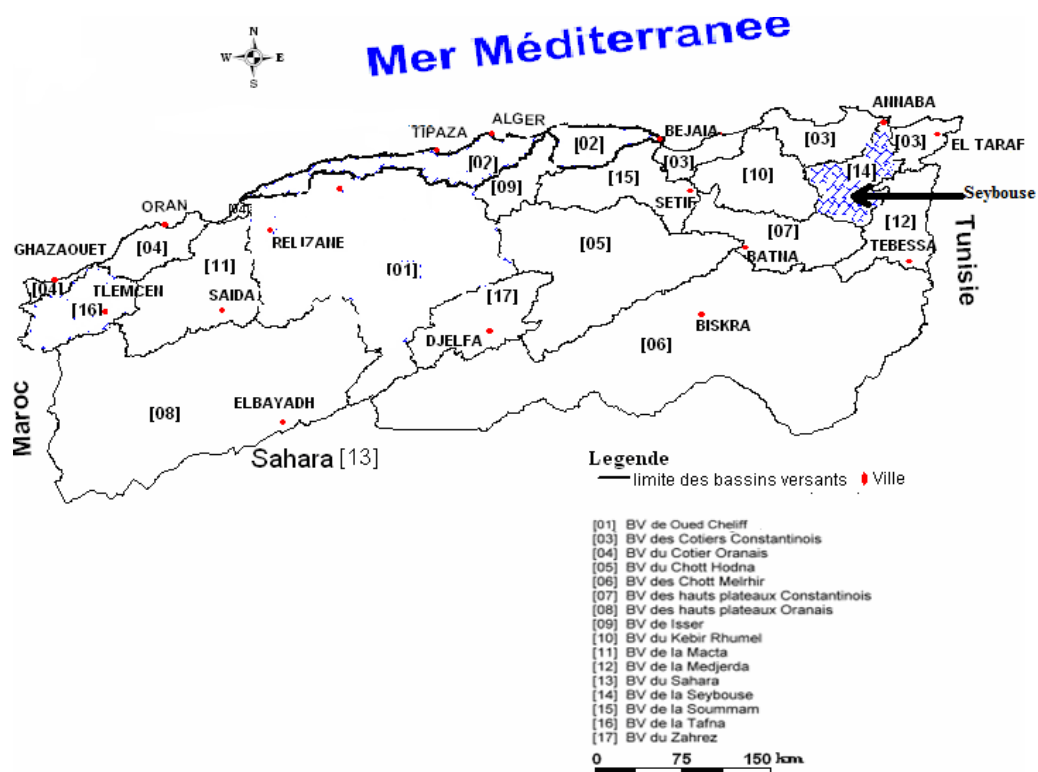 Mer Méditerranee
N
W E
S
ANNABA
ALGER
TIPAZA
BEJAIA
[03]
[03]
EL TARAF
[02]
[02]
[03]
[14]
[10]
[09]
[15]
Seybouse
SETIF
ORAN
[04]
[12]
[07]
GHAZAOUET
[04]
RELIZANE
[05]
BATNA
TEBESSA
Tunisie
[11]
[01]
[04]
TLEMCEN
SAIDA
[17]
[16]
BISKRA
DJELFA
[06]
Maroc
[08]
ELBAYADH
Sahara [13]
Legende
limite des bassins versants
Ville
[01] BV de Oued Cheliff
[03] BV des Cotiers Constantinois
[04] BV du Cotier Oranais
[05] BV du Chott Hodna
[06] BV des Chott Melrhir
[07] BV des hauts plateaux Constantinois
[08] BV des hauts plateaux Oranais
[09] BV de Isser
[10] BV du Kebir Rhumel
[11] BV de la Macta
[12] BV de la Medjerda
[13] BV du Sahara
[14] BV de la Seybouse
[15] BV de la Soummam
[16] BV de la Tafna
[17] BV du Zahrez
0 75 150 km